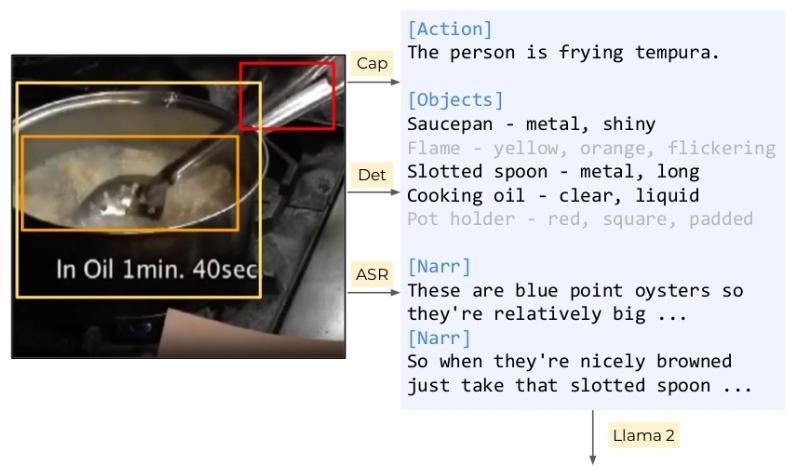 In Oil 1min. 40sec
Cap
Det
ASR
[Action]
The person is frying tempura.
[Objects]
Saucepan - metal, shiny
Flame - yellow, orange, flickering
Slotted spoon - metal, long
Cooking oil - clear, liquid
Pot holder - red, square, padded
[Narr]
These are blue point oysters so
they're relatively big ...
[Narr]
So when they're nicely browned
just take that slotted spoon ...
Llama 2